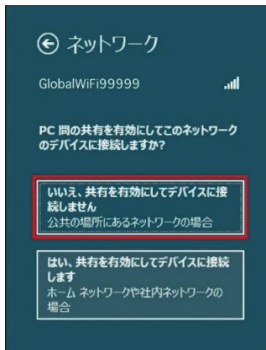 ネットワーク
GlobalWiFi99999
PC 間の共有を有効にしてこのネットワーク
のデバイスに接続しますか?
いいえ、共有を有効にしてデバイスに接
続しません
公共の場所にあるネットワークの場合
はい、共有を有効にしてデバイスに接続
します
ホーム ネットワークや社内ネットワークの
場合